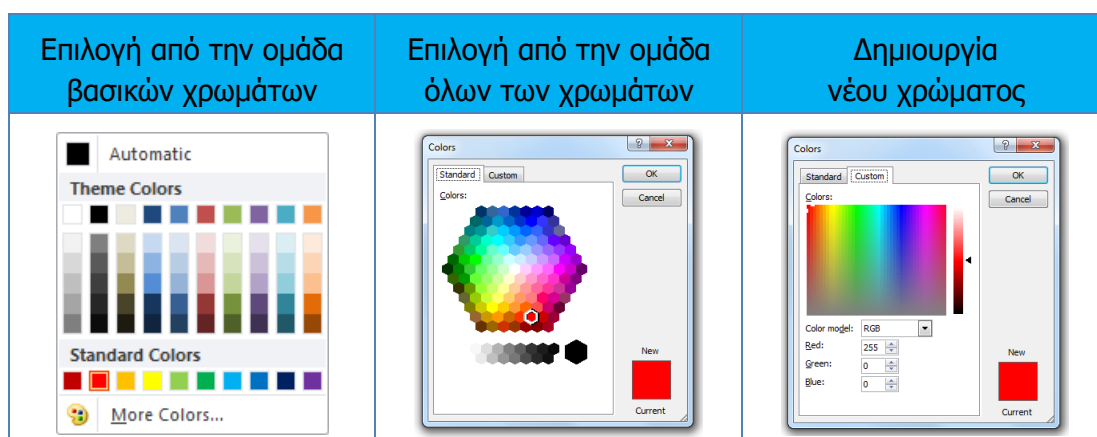 Επιλογή από την ομάδα
βασικών χρωμάτων
Επιλογή από την ομάδα
όλων των χρωμάτων
Δημιουργία
νέου χρώματος
Automatic
Theme Colors
Standard Colors
More Colors...
Colors
?
Standard Custom
OK
Cancel
Colors:
New
Current
Colors
?
Standard Custom
OK
Cancel
Colors:
Color model: RGB
Red: 255
Green: 0
Blue: 0
New
Current